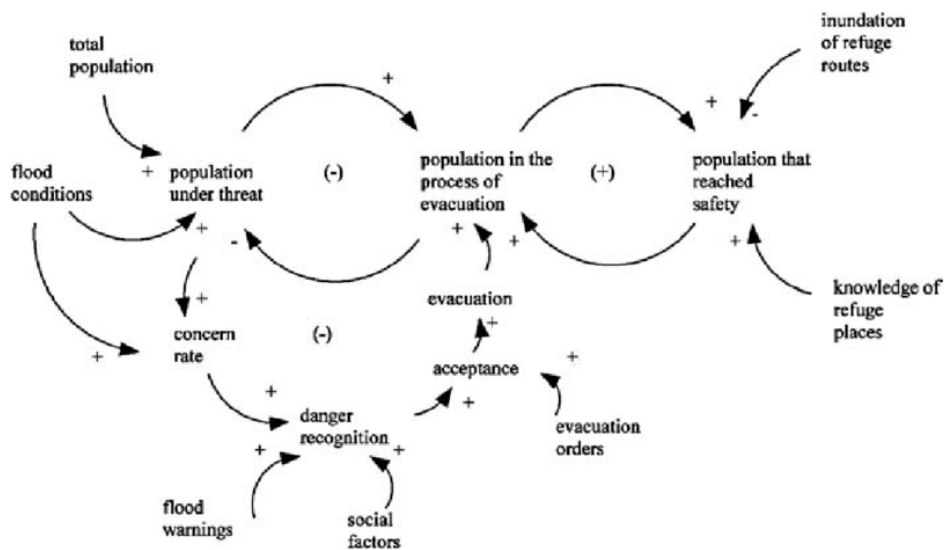 total
population
inundation
of refuge
routes
+
+
-
flood
conditions
+
population
under threat
(-)
population in the
process of
evacuation
(+)
population that
reached
safety
+
-
+
+
+
+
evacuation
knowledge of
refuge
places
concern
rate
+
(-)
+
+
acceptance
+
+
danger
recognition
+
evacuation
orders
+
+
flood
warnings
social
factors